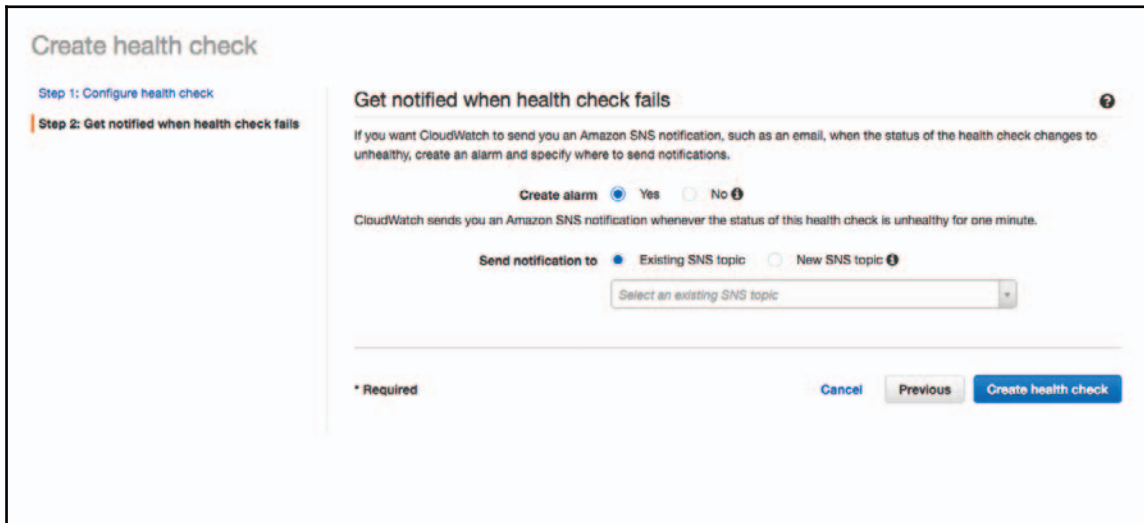 Create health check
Step 1: Configure health check
Step 2: Get notified when health check fails
Get notified when health check fails
If you want CloudWatch to send you an Amazon SNS notification, such as an email, when the status of the health check changes to
unhealthy, create an alarm and specify where to send notifications.
Create alarm Yes No
CloudWatch sends you an Amazon SNS notification whenever the status of this health check is unhealthy for one minute.
Send notification to Existing SNS topic New SNS topic
Select an existing SNS topic
* Required Cancel Previous Create health check